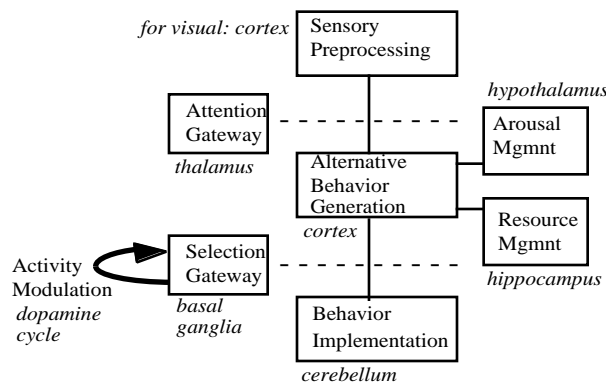 for visual: cortex
Sensory
Preprocessing
hypothalamus
Attention
Gateway
thalamus
Arousal
Mgmnt
Alternative
Behavior
Generation
cortex
Resource
Mgmnt
hippocampus
Selection
Gateway
basal
ganglia
Activity
Modulation
dopamine
cycle
Behavior
Implementation
cerebellum